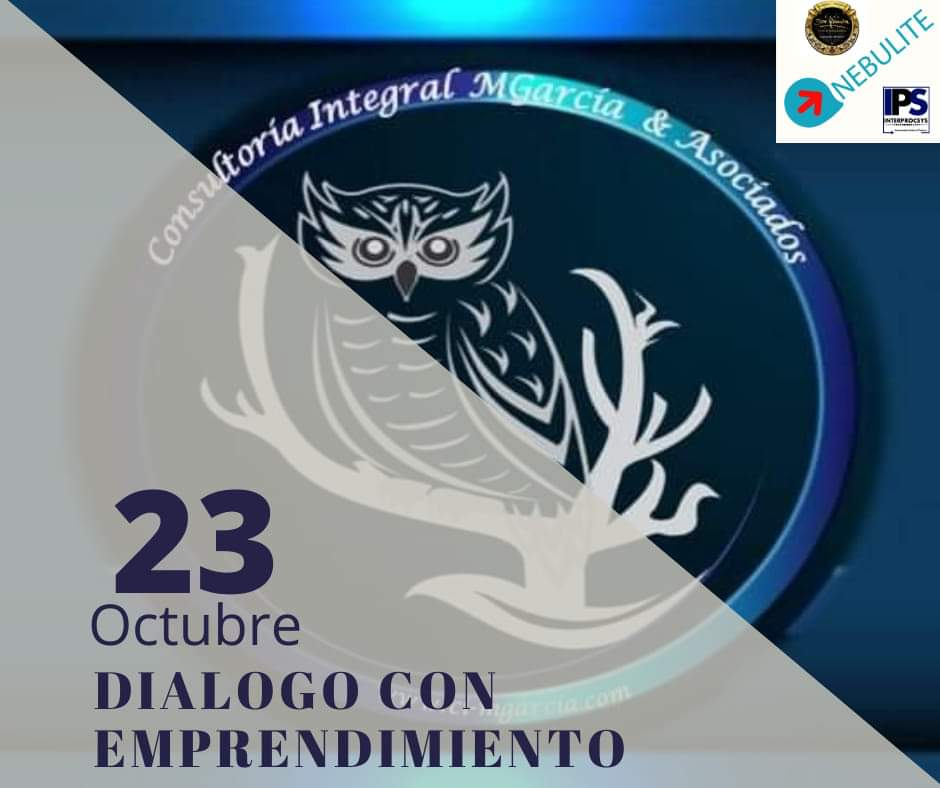 Consultoría Integral MGarcía & Asociados
NEBULITE
IPS
INTERPROCSYS
23
Octubre
DIALOGO CON
EMPRENDIMIENTO